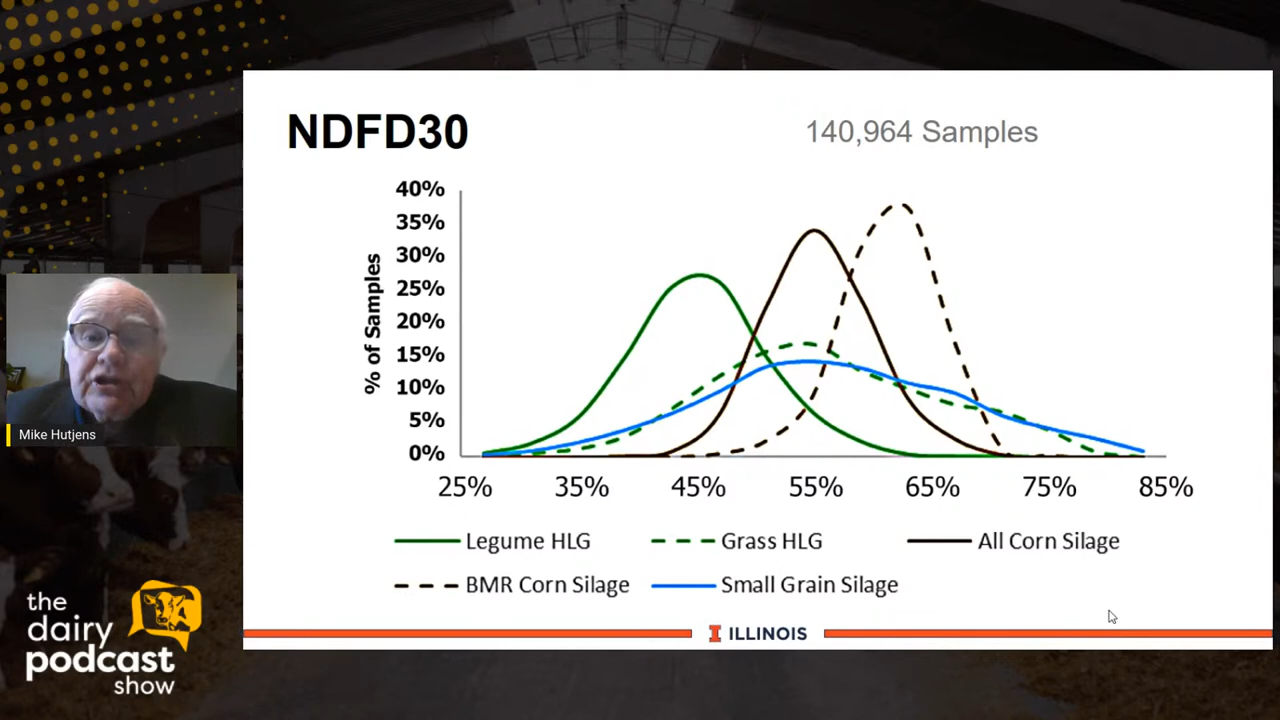 NDFD30
140,964 Samples
40%
35%
30%
25%
20%
15%
10%
5%
0%
% of Samples
25% 35% 45% 55% 65% 75% 85%
Legume HLG Grass HLG All Corn Silage
BMR Corn Silage Small Grain Silage
I ILLINOIS
Mike Hutjens
the
dairy
podcast
show